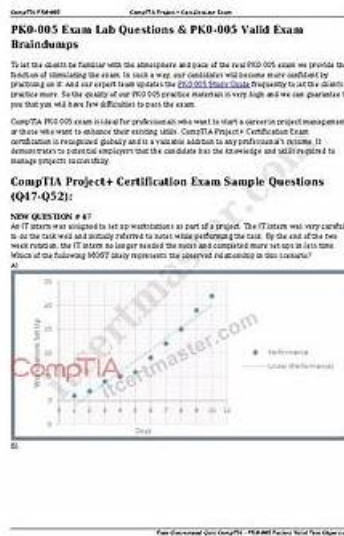 CompTIA PK0-005 CompTIA Project+ Certification Exam
PK0-005 Exam Lab Questions & PK0-005 Valid Exam
Braindumps
To let the clients be familiar with the atmosphere and pace of the real PK0-005 exam we provide the
function of stimulating the exam. In such a way, our candidates will become more confident by
practising on it. And our expert team updates the PK0-005 Study Guide frequently to let the clients
practice more. So the quality of our PK0-005 practice materials is very high and we can guarantee to
you that you will have few difficulties to pass the exam.
CompTIA PK0-005 exam is ideal for professionals who want to start a career in project management
or those who want to enhance their existing skills. CompTIA Project+ Certification Exam
certification is recognized globally and is a valuable addition to any professional's resume. It
demonstrates to potential employers that the candidate has the knowledge and skills required to
manage projects successfully.
CompTIA Project+ Certification Exam Sample Questions
(Q47-Q52):
NEW QUESTION # 47
An IT intern was assigned to set up workstations as part of a project. The IT intern was very careful
to do the task well and initially referred to notes while performing the task. By the end of the two
week rotation, the IT intern no longer needed the notes and completed more set-ups in less time.
Which of the following MOST likely represents the observed relationship in this scenario?
A)
CompTIA
itcertmaster.com
Performance
Linear (Performance)
Days
B)